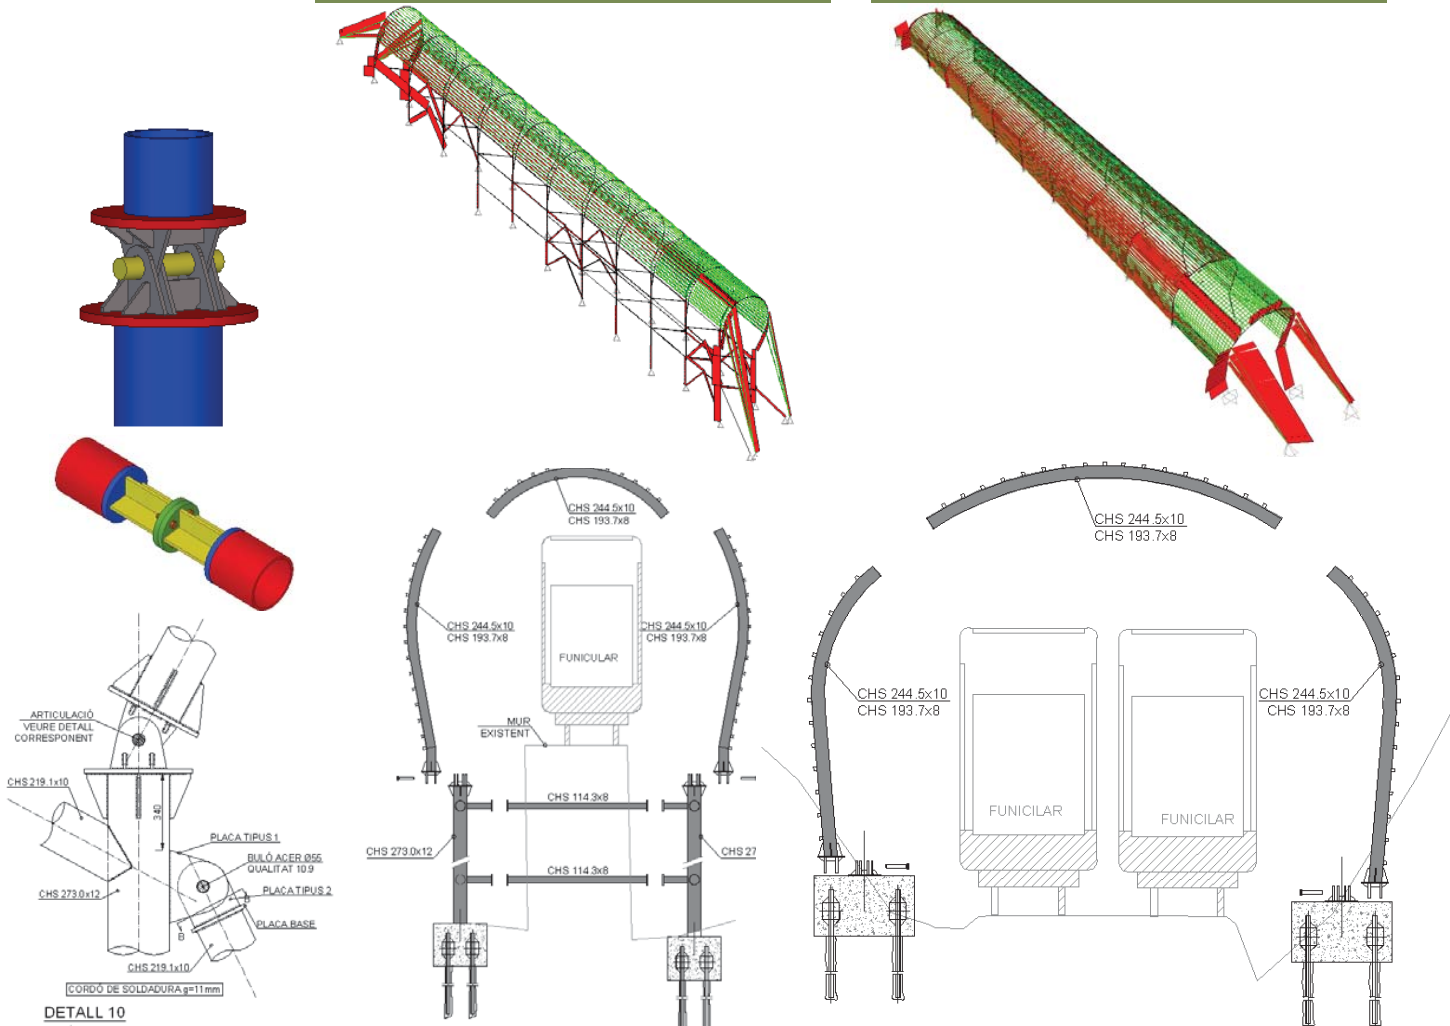 ARTICULACIÓ
VEURE DETALL
CORRESPONENT
CHS 219.1x10
340
PLACA TIPUS 1
BULÓ ACER Ø55
QUALITAT 10.9
PLACA TIPUS 2
PLACA BASE
B
B
CHS 273.0x12
CHS 219.1x10
CORDÓ DE SOLDADURA g=11mm
DETALL 10
CHS 244.5x10
CHS 193.7x8
CHS 244.5x10
CHS 193.7x8
CHS 244.5x10
CHS 193.7x8
FUNICULAR
MUR
EXISTENT
CHS 114.3x8
CHS 273.0x12
CHS 27
CHS 114.3x8
CHS 244.5x10
CHS 193.7x8
CHS 244.5x10
CHS 193.7x8
CHS 244.5x10
CHS 193.7x8
FUNICILAR
FUNICILAR